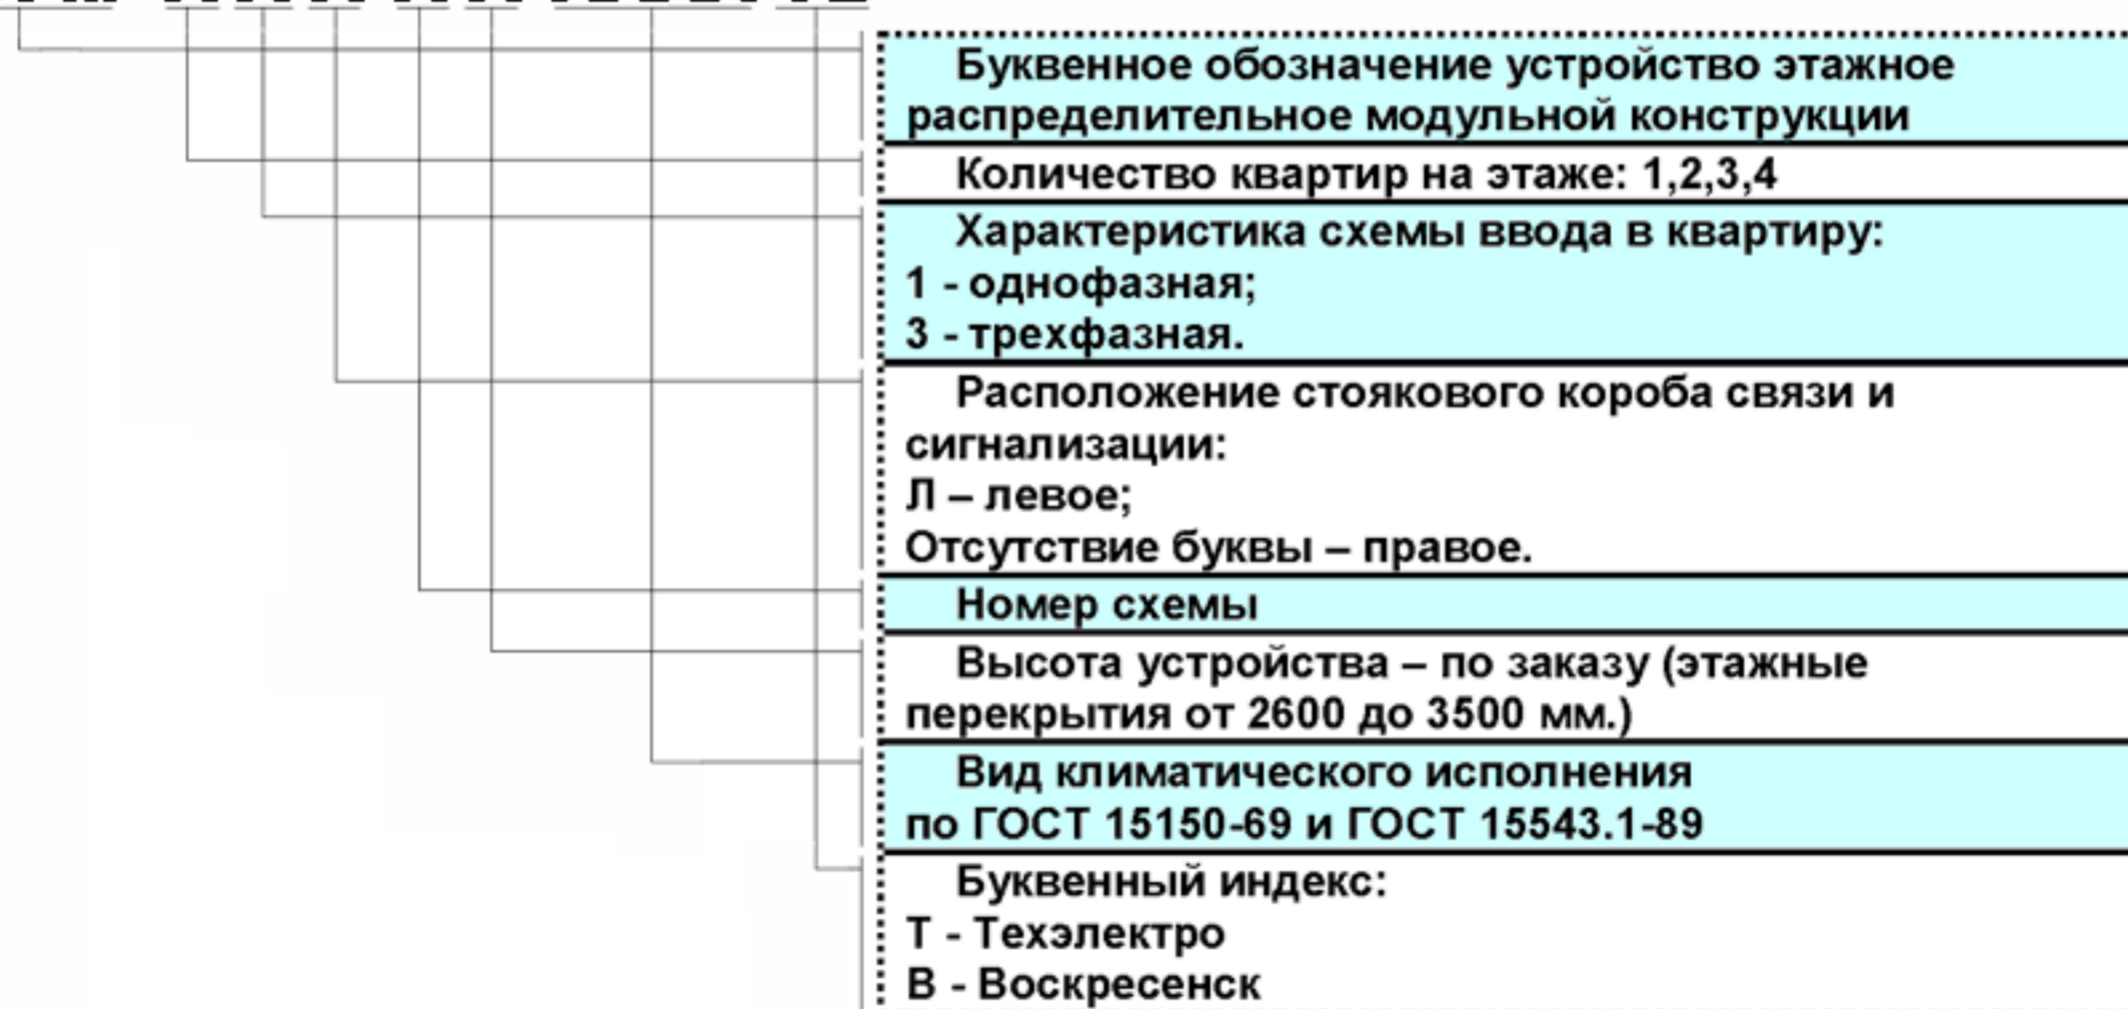 Буквенное обозначение устройство этажное
распределительное модульной конструкции
Количество квартир на этаже: 1,2,3,4
Характеристика схемы ввода в квартиру:
1 - однофазная;
3 - трехфазная.
Расположение стоякового короба связи и
сигнализации:
Л – левое;
Отсутствие буквы – правое.
Номер схемы
Высота устройства – по заказу (этажные
перекрытия от 2600 до 3500 мм.)
Вид климатического исполнения
по ГОСТ 15150-69 и ГОСТ 15543.1-89
Буквенный индекс:
Т - Техэлектро
В - Воскресенск